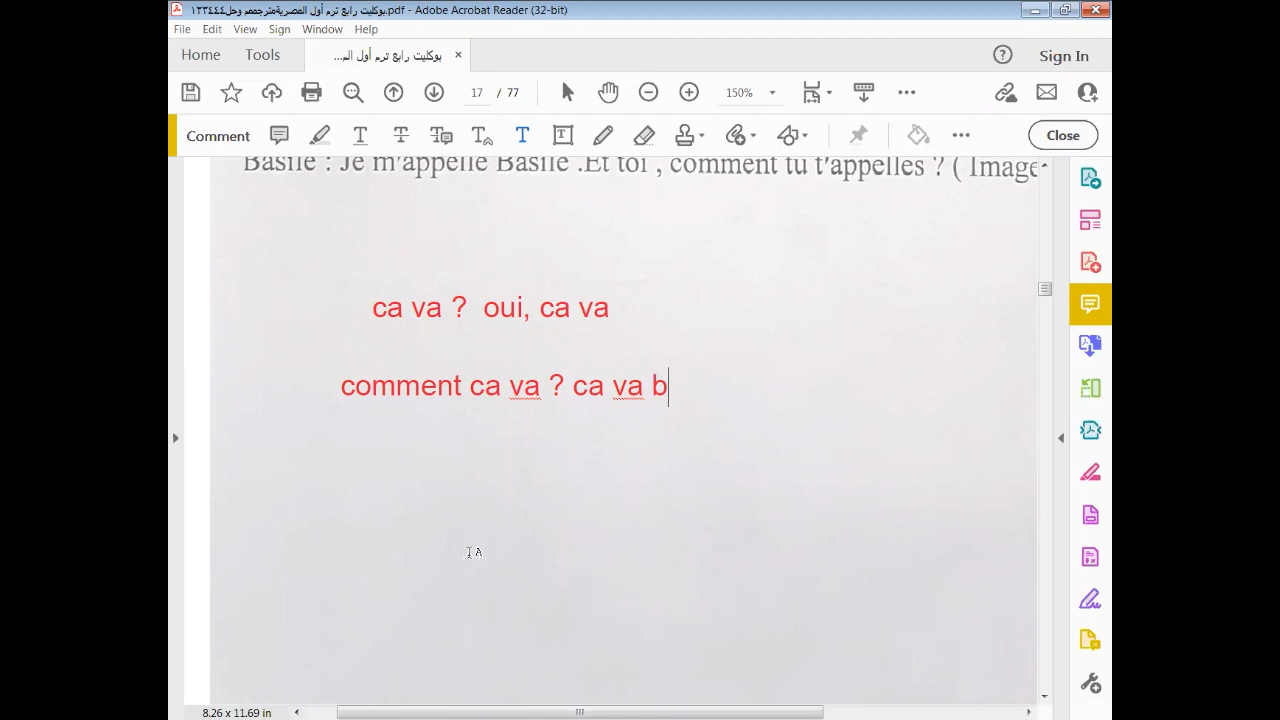 بوكليت رابع ترم أول المصريةمترجمهم وحل١٢٣٤٤٤.pdf - Adobe Acrobat Reader (32-bit)
File Edit View Sign Window Help
Home Tools بوكليت رابع ترم أول الم... × Sign In
17 / 77 150%
Comment Close
Basile : Je m'appelle Basile .Et toi , comment tu t'appelles ? ( Image
ca va ? oui, ca va
comment ca va ? ca va b
8.26 x 11.69 in